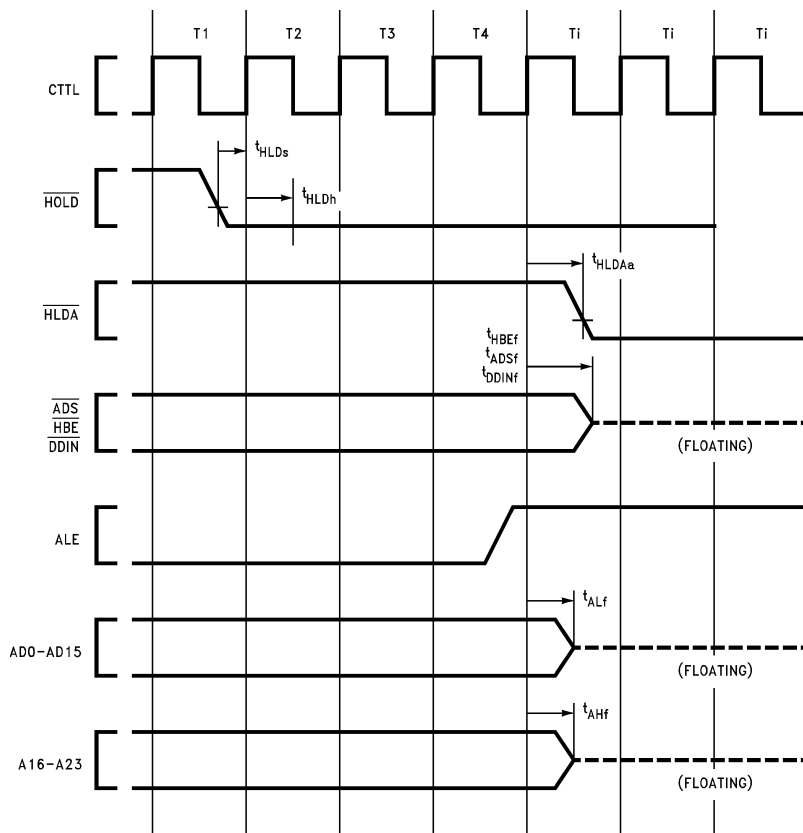 T1 T2 T3 T4 Ti Ti Ti
CTTL
tHLDs
HOLD
tHLDh
tHLDAa
HLDA
tHBEf
tADSf
tDDINf
ADS
HBE
DDIN
(FLOATING)
ALE
tALf
AD0-AD15
(FLOATING)
tAHf
A16-A23
(FLOATING)